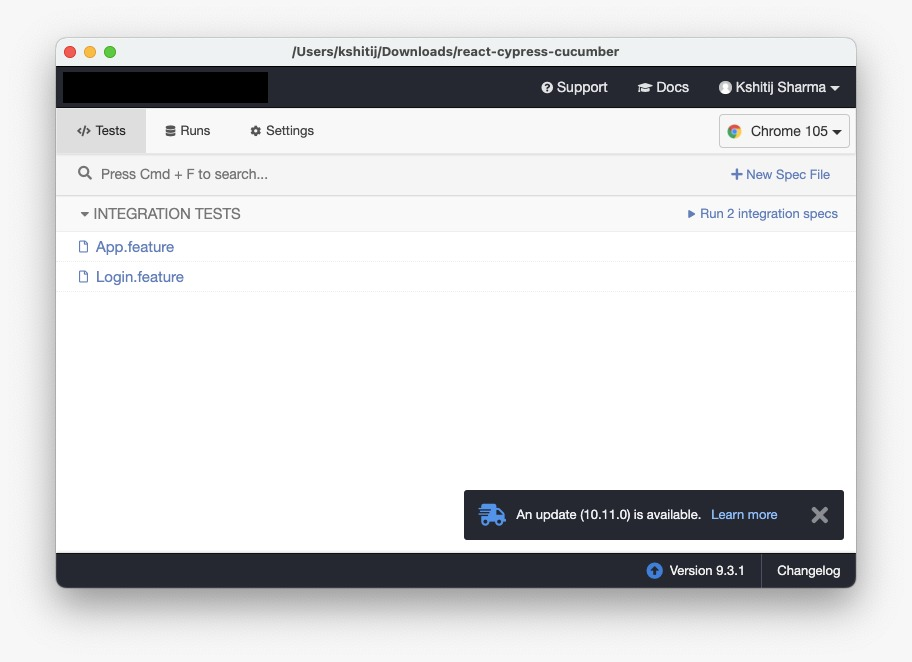 /Users/kshitij/Downloads/react-cypress-cucumber
Support Docs Kshitij Sharma
Tests Runs Settings Chrome 105
Press Cmd + F to search... New Spec File
INTEGRATION TESTS Run 2 integration specs
App.feature
Login.feature
An update (10.11.0) is available. Learn more
Version 9.3.1 Changelog